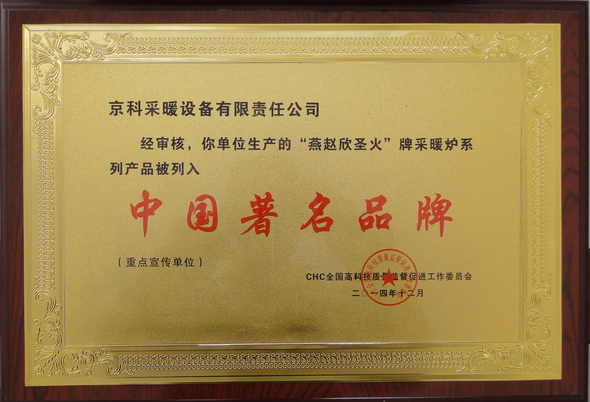 京科采暖设备有限责任公司
经审核，你单位生产的“燕赵欣圣火”牌采暖炉系
列产品被列入
中国著名品牌
（重点宣传单位）
CHC全国高科技质量监督促进工作委员会
二〇一四年十二月